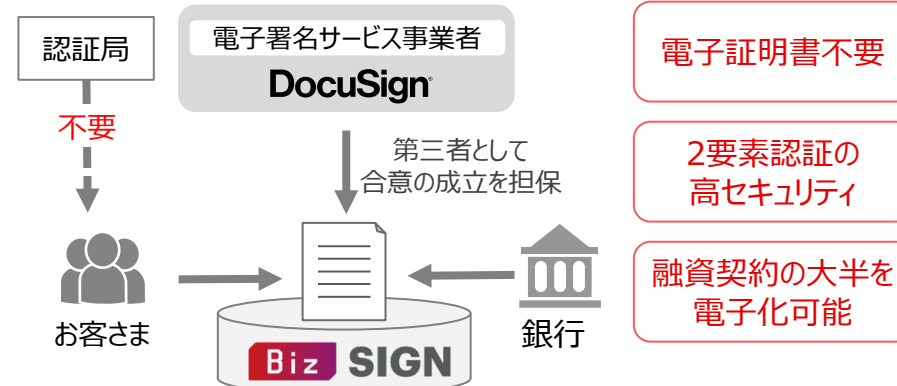 認証局
電子署名サービス事業者
DocuSign
不要
第三者として
合意の成立を担保
お客さま
銀行
Biz SIGN
電子証明書不要
2要素認証の
高セキュリティ
融資契約の大半を
電子化可能